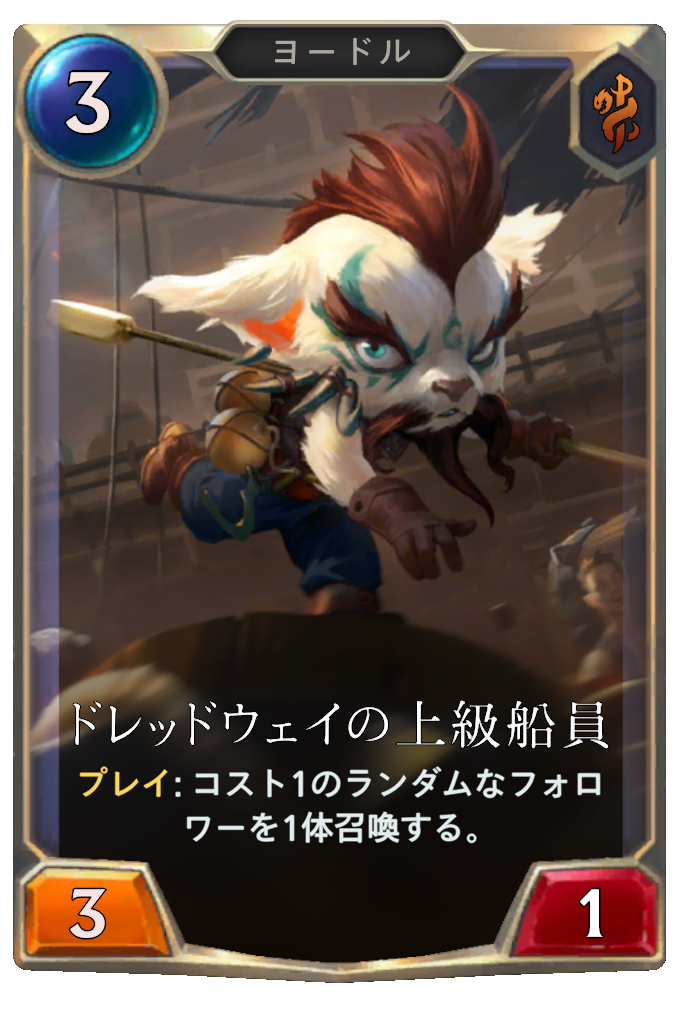 ヨードル
3
ドレッドウェイの上級船員
プレイ: コスト1のランダムなフォロ
ワーを1体召喚する。
3
1